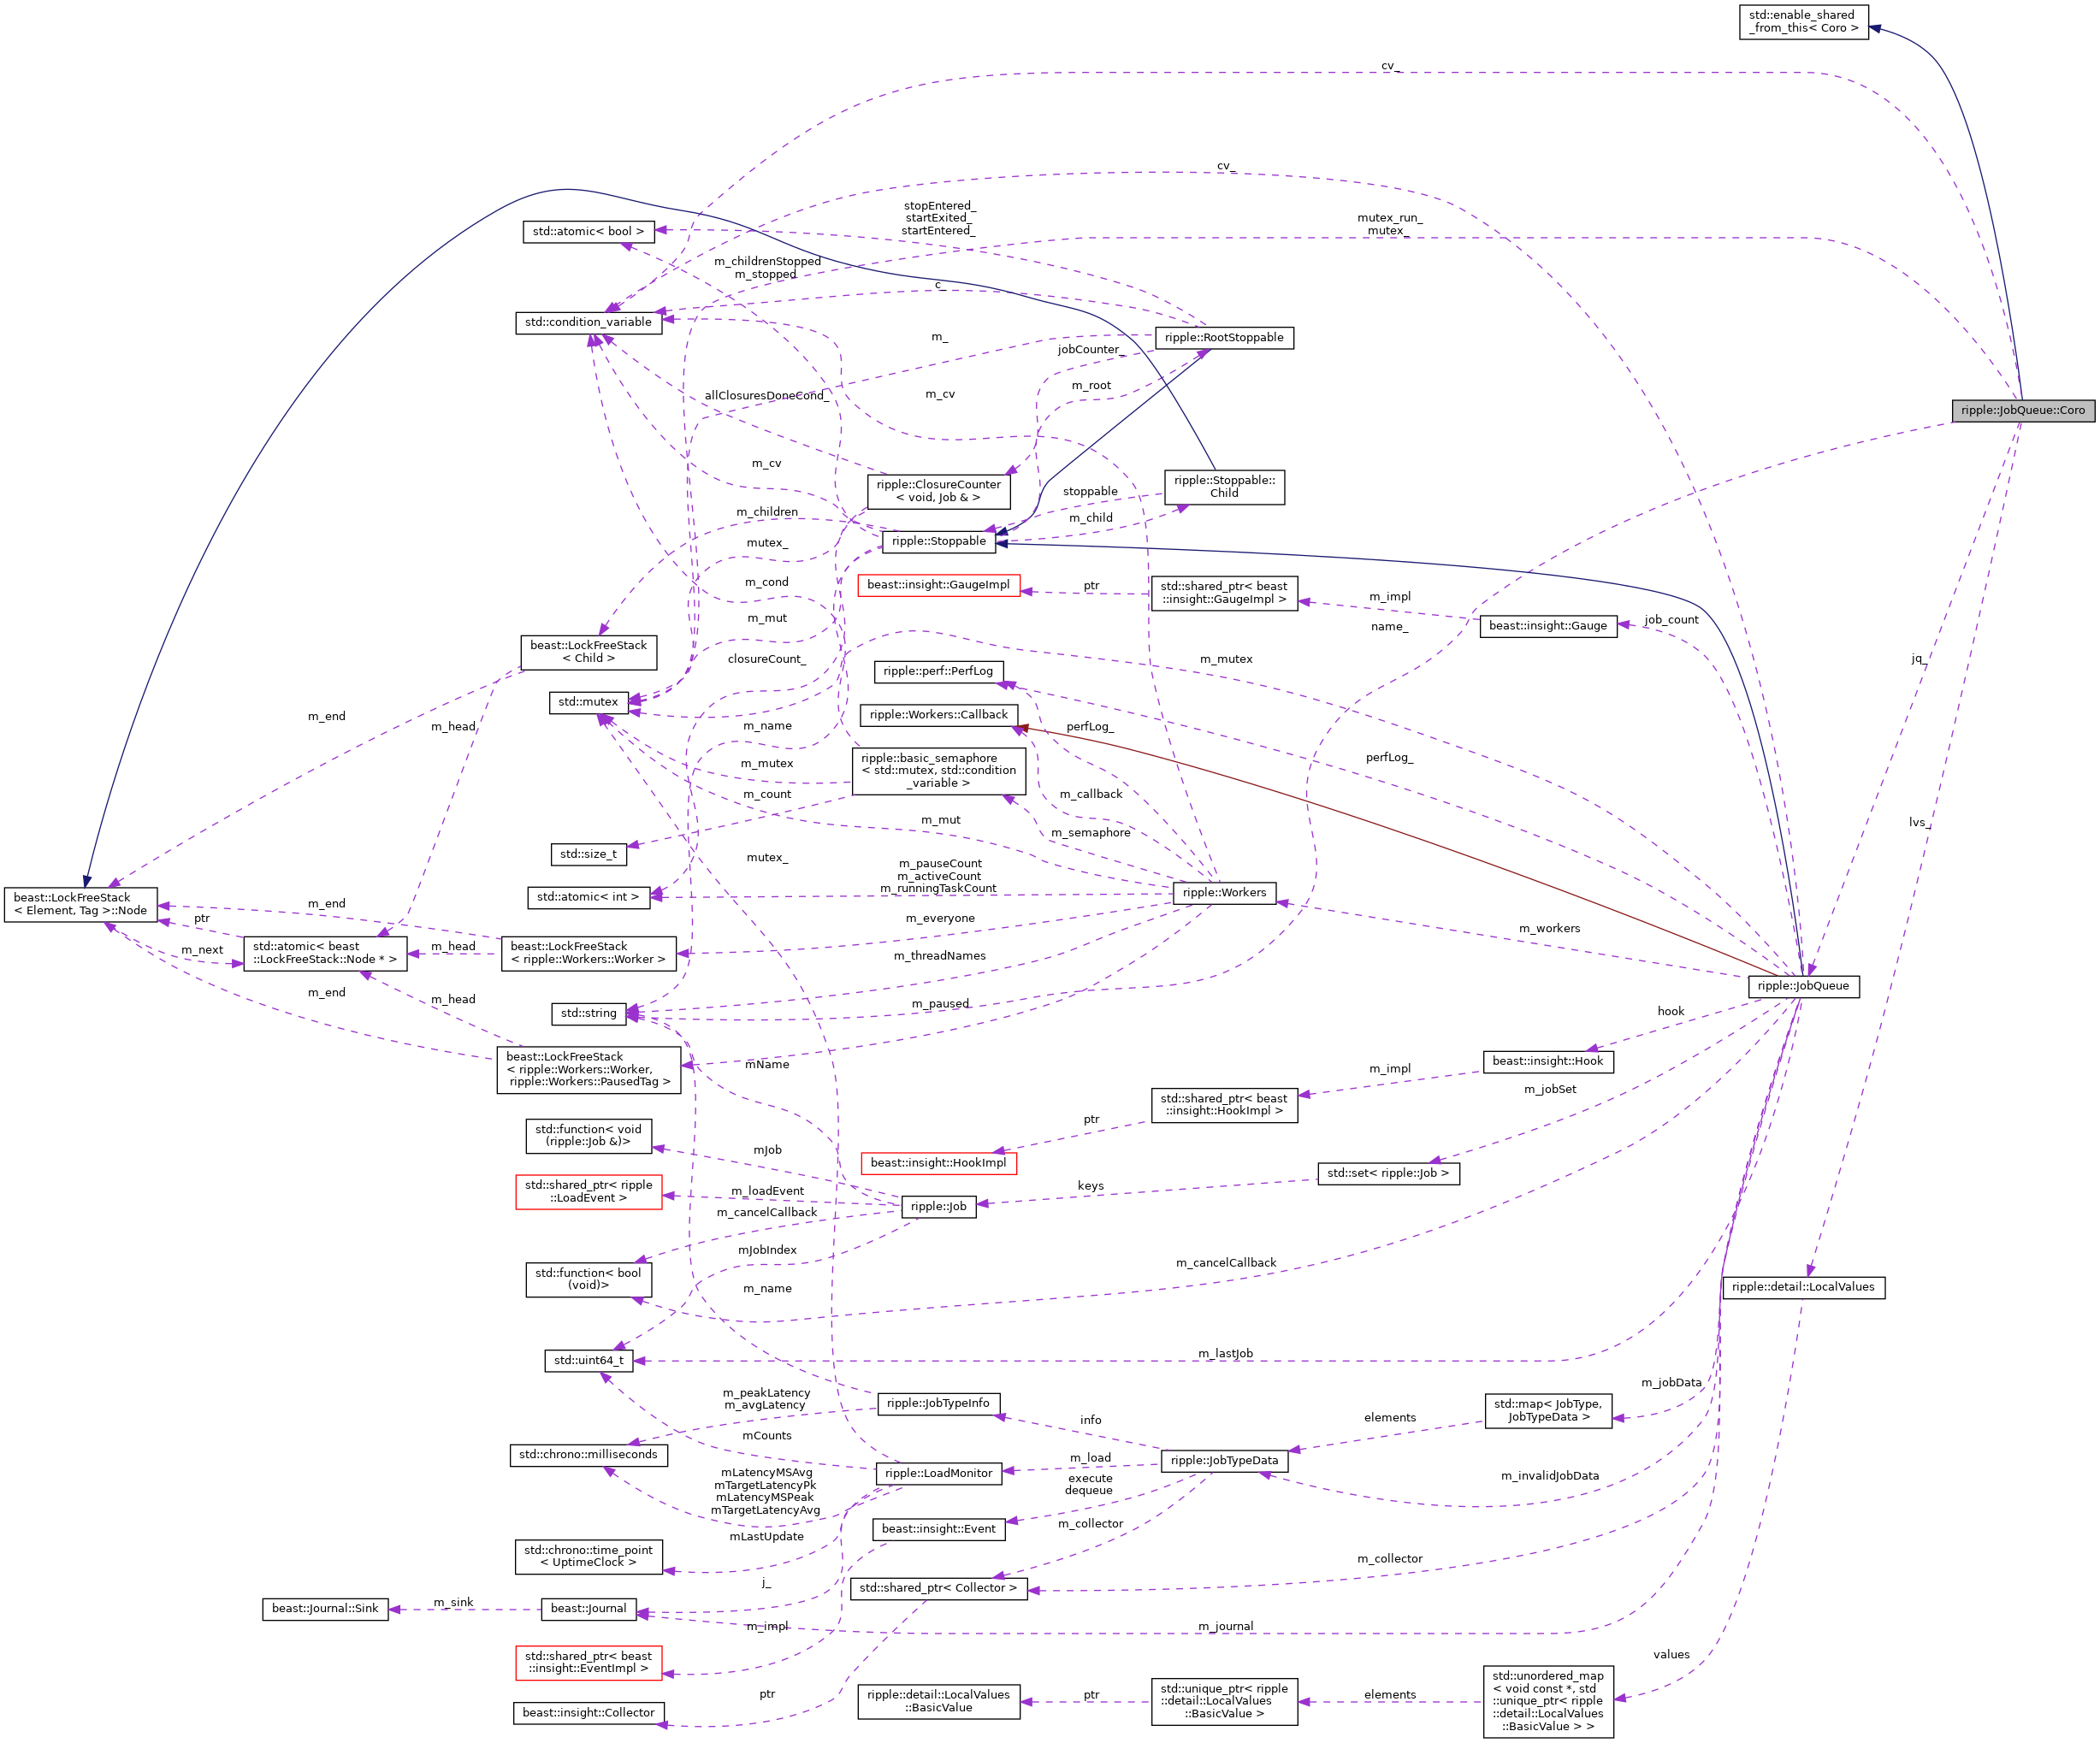 std::enable_shared
_from_this< Coro >
cv_
cv_
stopEntered_
startExited_
startEntered_
mutex_run_
mutex_
std::atomic< bool >
m_childrenStopped
m_stopped
c_
std::condition_variable
ripple::RootStoppable
m_
jobCounter_
m_root
allClosuresDoneCond_
m_cv
ripple::JobQueue::Coro
m_cv
ripple::ClosureCounter
< void, Job & >
ripple::Stoppable::
Child
stoppable
m_children
m_child
mutex_
ripple::Stoppable
m_cond
beast::insight::GaugeImpl
ptr
std::shared_ptr< beast
::insight::GaugeImpl >
m_impl
beast::insight::Gauge
job_count
m_mut
name_
beast::LockFreeStack
< Child >
closureCount_
ripple::perf::PerfLog
m_mutex
jq_
std::mutex
m_end
m_head
m_name
ripple::Workers::Callback
perfLog_
perfLog_
m_mutex
ripple::basic_semaphore
< std::mutex, std::condition
_variable >
m_count
m_callback
m_mut
m_semaphore
lvs_
std::size_t
mutex_
m_pauseCount
m_activeCount
m_runningTaskCount
ripple::Workers
beast::LockFreeStack
< Element, Tag >::Node
m_end
std::atomic< int >
ptr
m_everyone
m_workers
m_next
std::atomic< beast
::LockFreeStack::Node * >
m_head
beast::LockFreeStack
< ripple::Workers::Worker >
m_threadNames
m_end
m_head
std::string
m_paused
ripple::JobQueue
hook
beast::LockFreeStack
< ripple::Workers::Worker,
ripple::Workers::PausedTag >
mName
m_impl
beast::insight::Hook
std::shared_ptr< beast
::insight::HookImpl >
m_jobSet
std::function< void
(ripple::Job &)>
ptr
mJob
beast::insight::HookImpl
std::set< ripple::Job >
std::shared_ptr< ripple
::LoadEvent >
m_loadEvent
keys
ripple::Job
m_cancelCallback
mJobIndex
std::function< bool
(void)>
m_cancelCallback
m_name
ripple::detail::LocalValues
std::uint64_t
m_lastJob
m_peakLatency
m_avgLatency
ripple::JobTypeInfo
m_jobData
info
elements
std::map< JobType,
JobTypeData >
mCounts
std::chrono::milliseconds
m_load
ripple::JobTypeData
mLatencyMSAvg
mTargetLatencyPk
mLatencyMSPeak
mTargetLatencyAvg
ripple::LoadMonitor
execute
dequeue
m_invalidJobData
mLastUpdate
beast::insight::Event
m_collector
std::chrono::time_point
< UptimeClock >
m_collector
j_
std::shared_ptr< Collector >
beast::Journal::Sink
m_sink
beast::Journal
m_impl
m_journal
std::shared_ptr< beast
::insight::EventImpl >
values
ptr
beast::insight::Collector
ripple::detail::LocalValues
::BasicValue
ptr
std::unique_ptr< ripple
::detail::LocalValues
::BasicValue >
elements
std::unordered_map
< void const *, std
::unique_ptr< ripple
::detail::LocalValues
::BasicValue > >